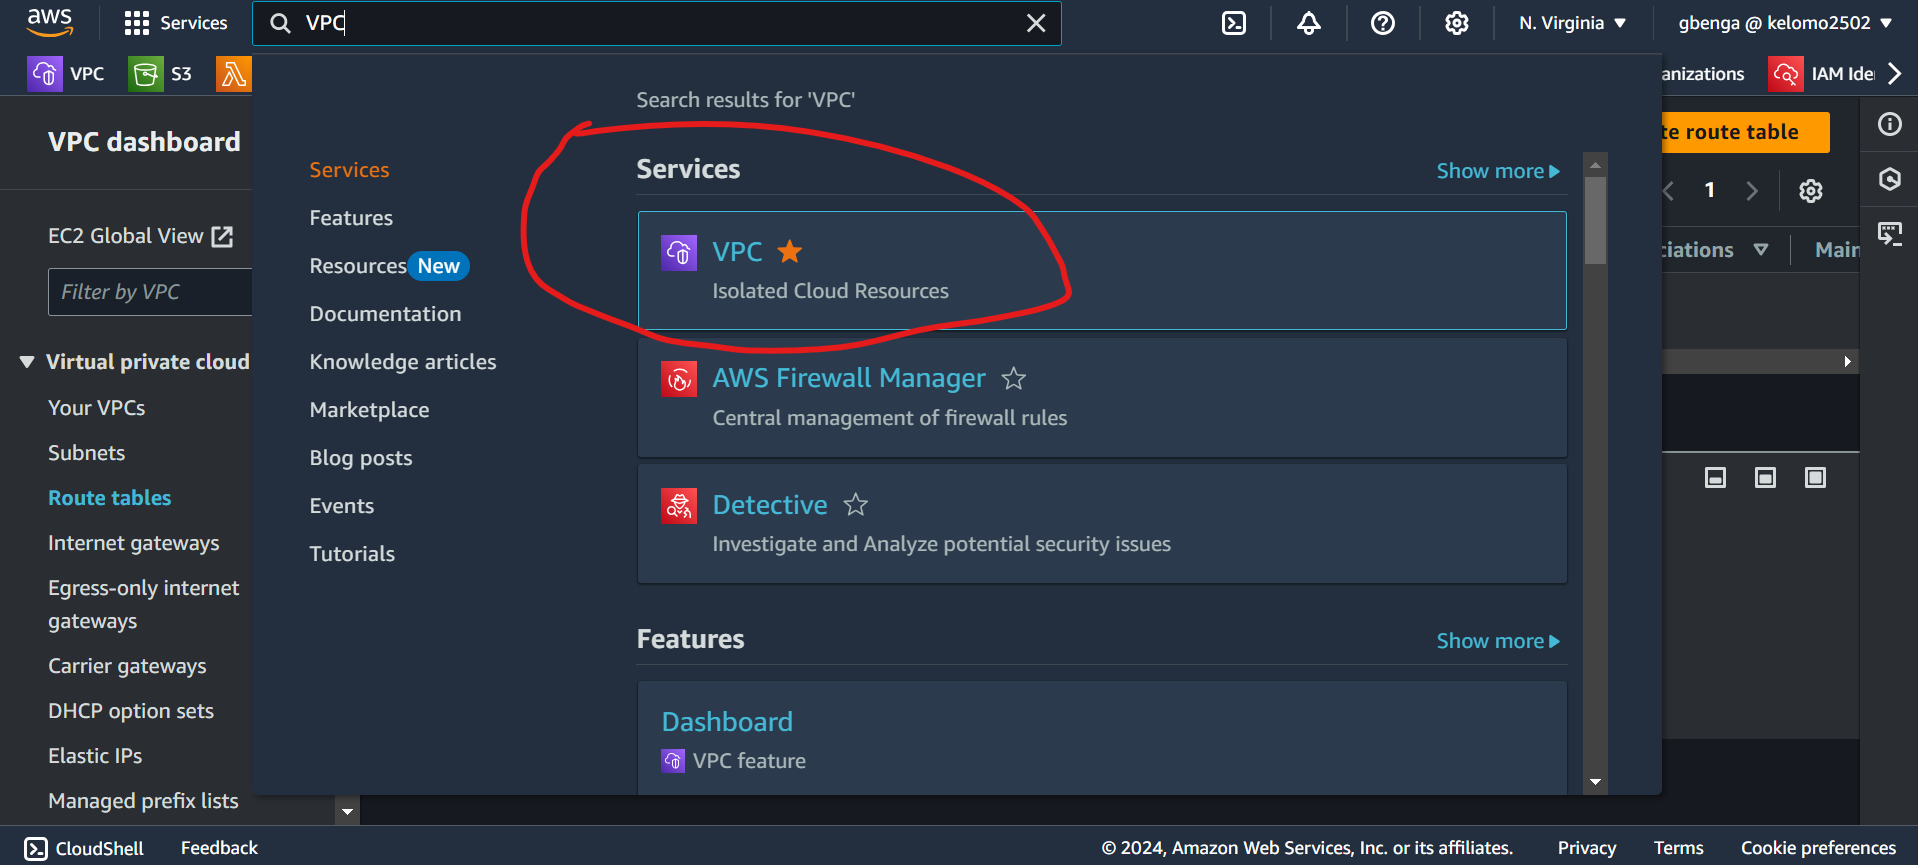 aws
Services
VPC
N. Virginia
gbenga @ kelomo2502
VPC
S3
anizations
IAM Ide
VPC dashboard
EC2 Global View
Filter by VPC
Virtual private cloud
Your VPCs
Subnets
Route tables
Internet gateways
Egress-only internet
gateways
Carrier gateways
DHCP option sets
Elastic IPs
Managed prefix lists
Search results for 'VPC'
Services
Features
Resources New
Documentation
Knowledge articles
Marketplace
Blog posts
Events
Tutorials
Services
Show more
VPC
Isolated Cloud Resources
AWS Firewall Manager
Central management of firewall rules
Detective
Investigate and Analyze potential security issues
Features
Show more
Dashboard
VPC feature
te route table
1
ciations
Main
CloudShell
Feedback
© 2024, Amazon Web Services, Inc. or its affiliates.
Privacy
Terms
Cookie preferences